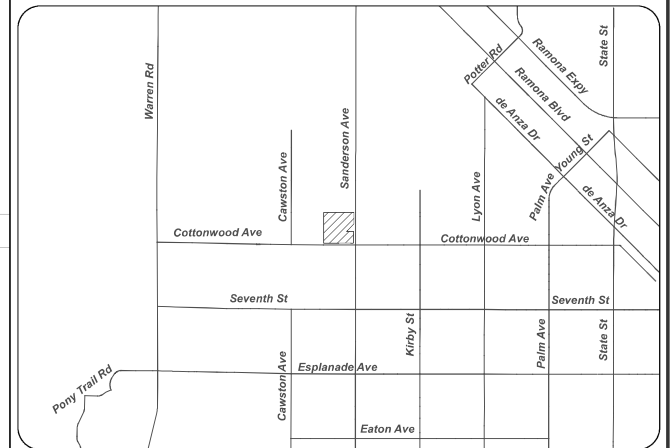 State St
Ramona Expy
Potter Rd
Warren Rd
Ramona Blvd
de Anza Dr
Sanderson Ave
Young St
Cawston Ave
Lyon Ave
Palm Ave
de Anza Dr
Cottonwood Ave
Cottonwood Ave
Seventh St
Seventh St
Kirby St
Palm Ave
State St
Esplanade Ave
Cawston Ave
Pony Trail Rd
Eaton Ave